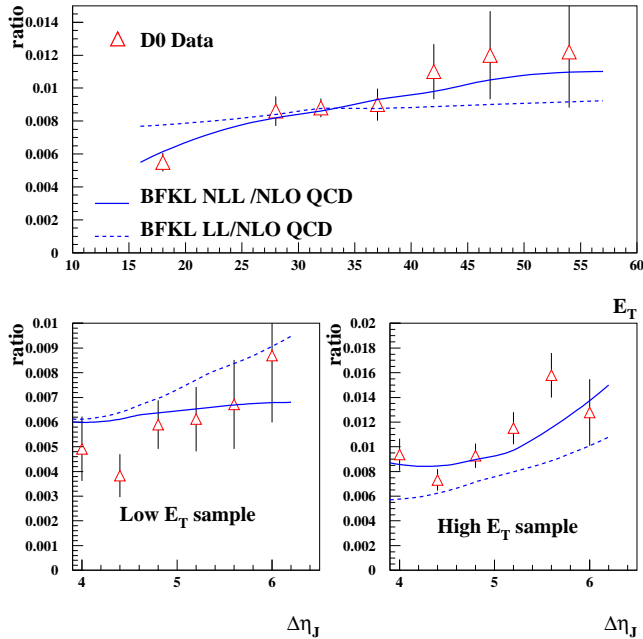 ratio
0.014
0.012
0.01
0.008
0.006
0.004
0.002
0
D0 Data
BFKL NLL /NLO QCD
BFKL LL/NLO QCD
10 15 20 25 30 35 40 45 50 55 60
E_T
ratio
0.01
0.009
0.008
0.007
0.006
0.005
0.004
0.003
0.002
0.001
0
Low E_T sample
4 5 6
Δη_J
ratio
0.02
0.018
0.016
0.014
0.012
0.01
0.008
0.006
0.004
0.002
0
High E_T sample
4 5 6
Δη_J